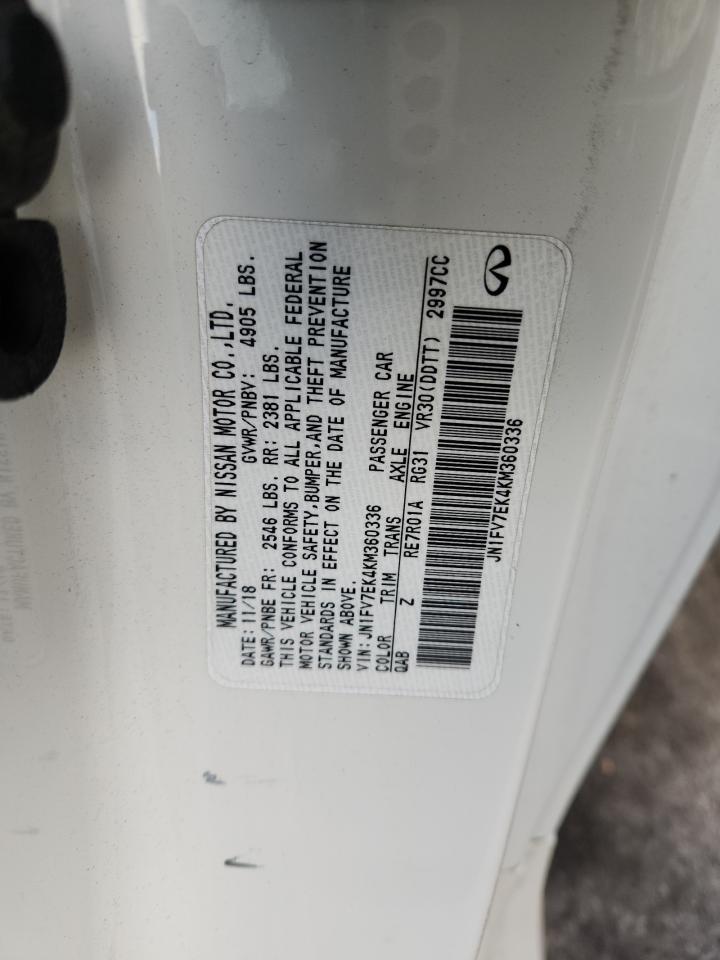 MANUFACTURED BY NISSAN MOTOR CO.,LTD.
DATE: 11/18 GVWR/PNBV: 4905 LBS.
GAWR/PNBE FR: 2546 LBS. RR: 2381 LBS.
THIS VEHICLE CONFORMS TO ALL APPLICABLE FEDERAL
MOTOR VEHICLE SAFETY,BUMPER,AND THEFT PREVENTION
STANDARDS IN EFFECT ON THE DATE OF MANUFACTURE
SHOWN ABOVE.
VIN: JN1FV7EK4KM360336 PASSENGER CAR
COLOR TRIM TRANS AXLE ENGINE
QAB Z RE7R01A RG31 VR30(DDTT) 2997CC
JN1FV7EK4KM360336